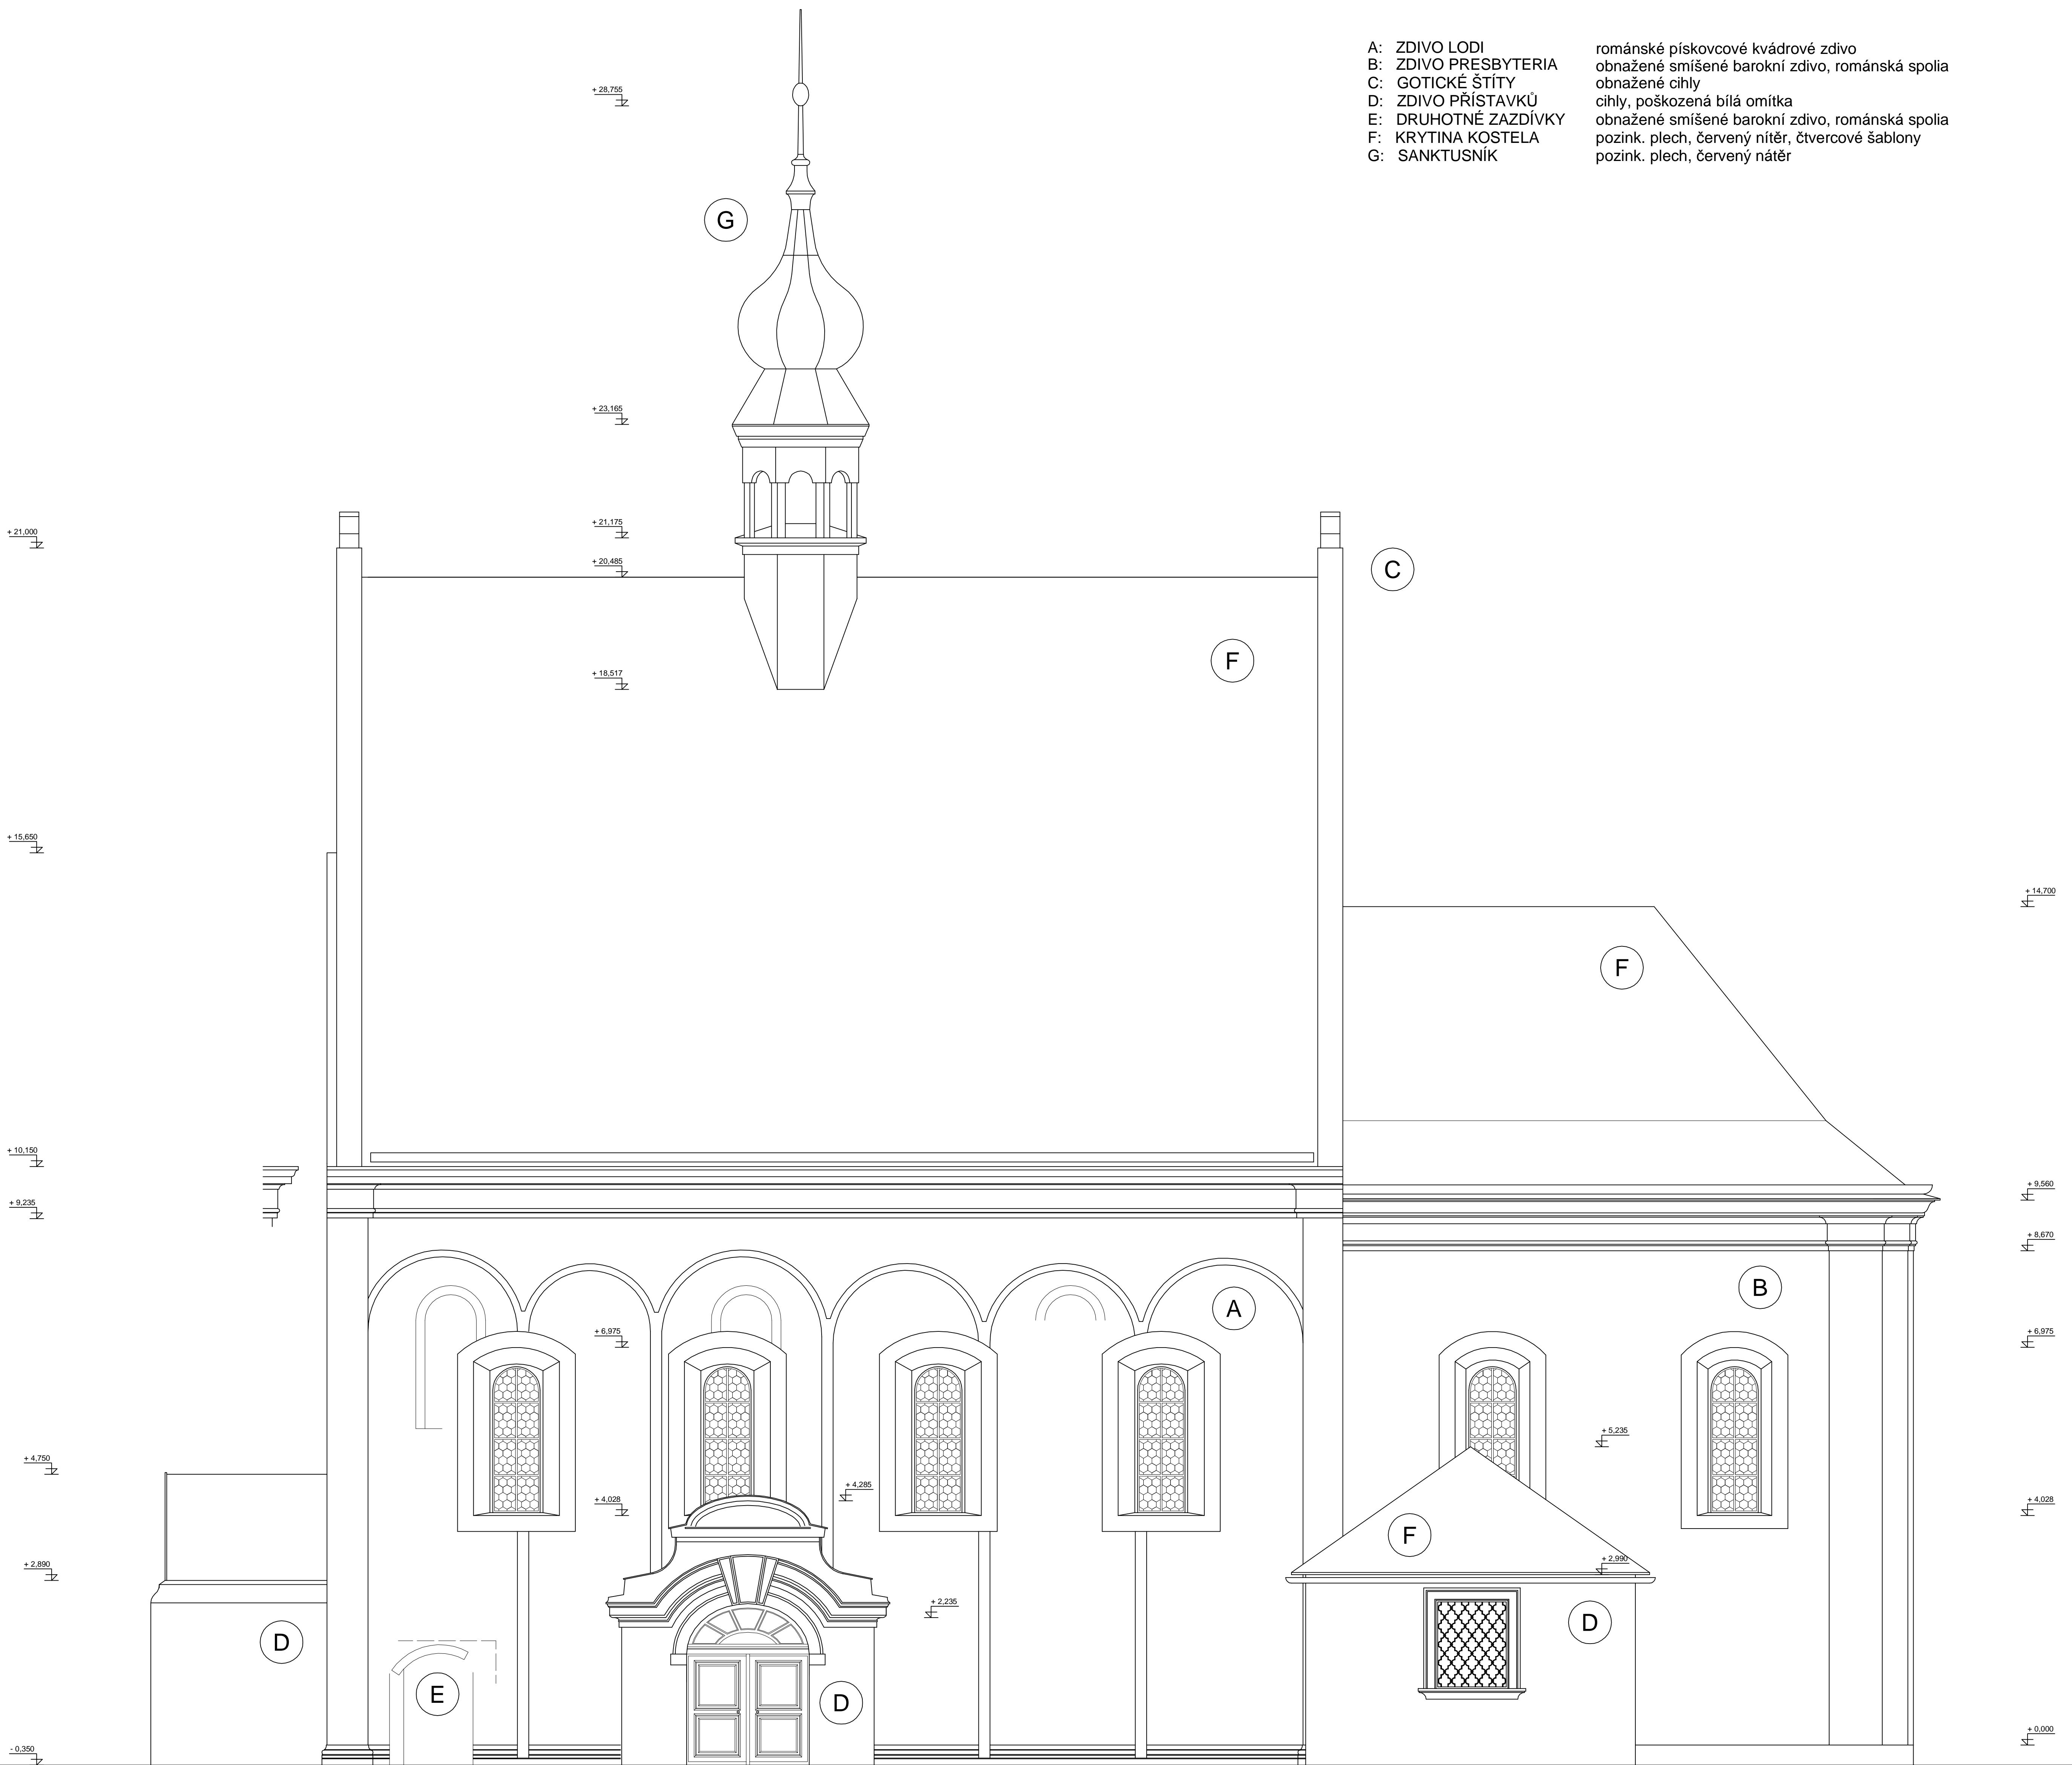 A: ZDIVO LODI románské pískovcové kvádrové zdivo
B: ZDIVO PRESBYTERIA obnažené smíšené barokní zdivo, románská spolia
C: GOTICKÉ ŠTÍTY obnažené cihly
D: ZDIVO PŘÍSTAVKŮ cihly, poškozená bílá omítka
E: DRUHOTNÉ ZAZDÍVKY obnažené smíšené barokní zdivo, románská spolia
F: KRYTINA KOSTELA pozink. plech, červený nítěr, čtvercové šablony
G: SANKTUSNÍK pozink. plech, červený nátěr
+ 28,755
G
+ 23,165
+ 21,175
+ 21,000
+ 20,485
C
F
+ 18,517
+ 15,650
+ 14,700
F
+ 10,150
+ 9,560
+ 9,235
+ 8,670
B
A
+ 6,975
+ 6,975
+ 5,235
+ 4,750
+ 4,285
+ 4,028
+ 4,028
F
+ 2,990
+ 2,890
+ 2,235
D
D
E
D
+ 0,000
- 0,350